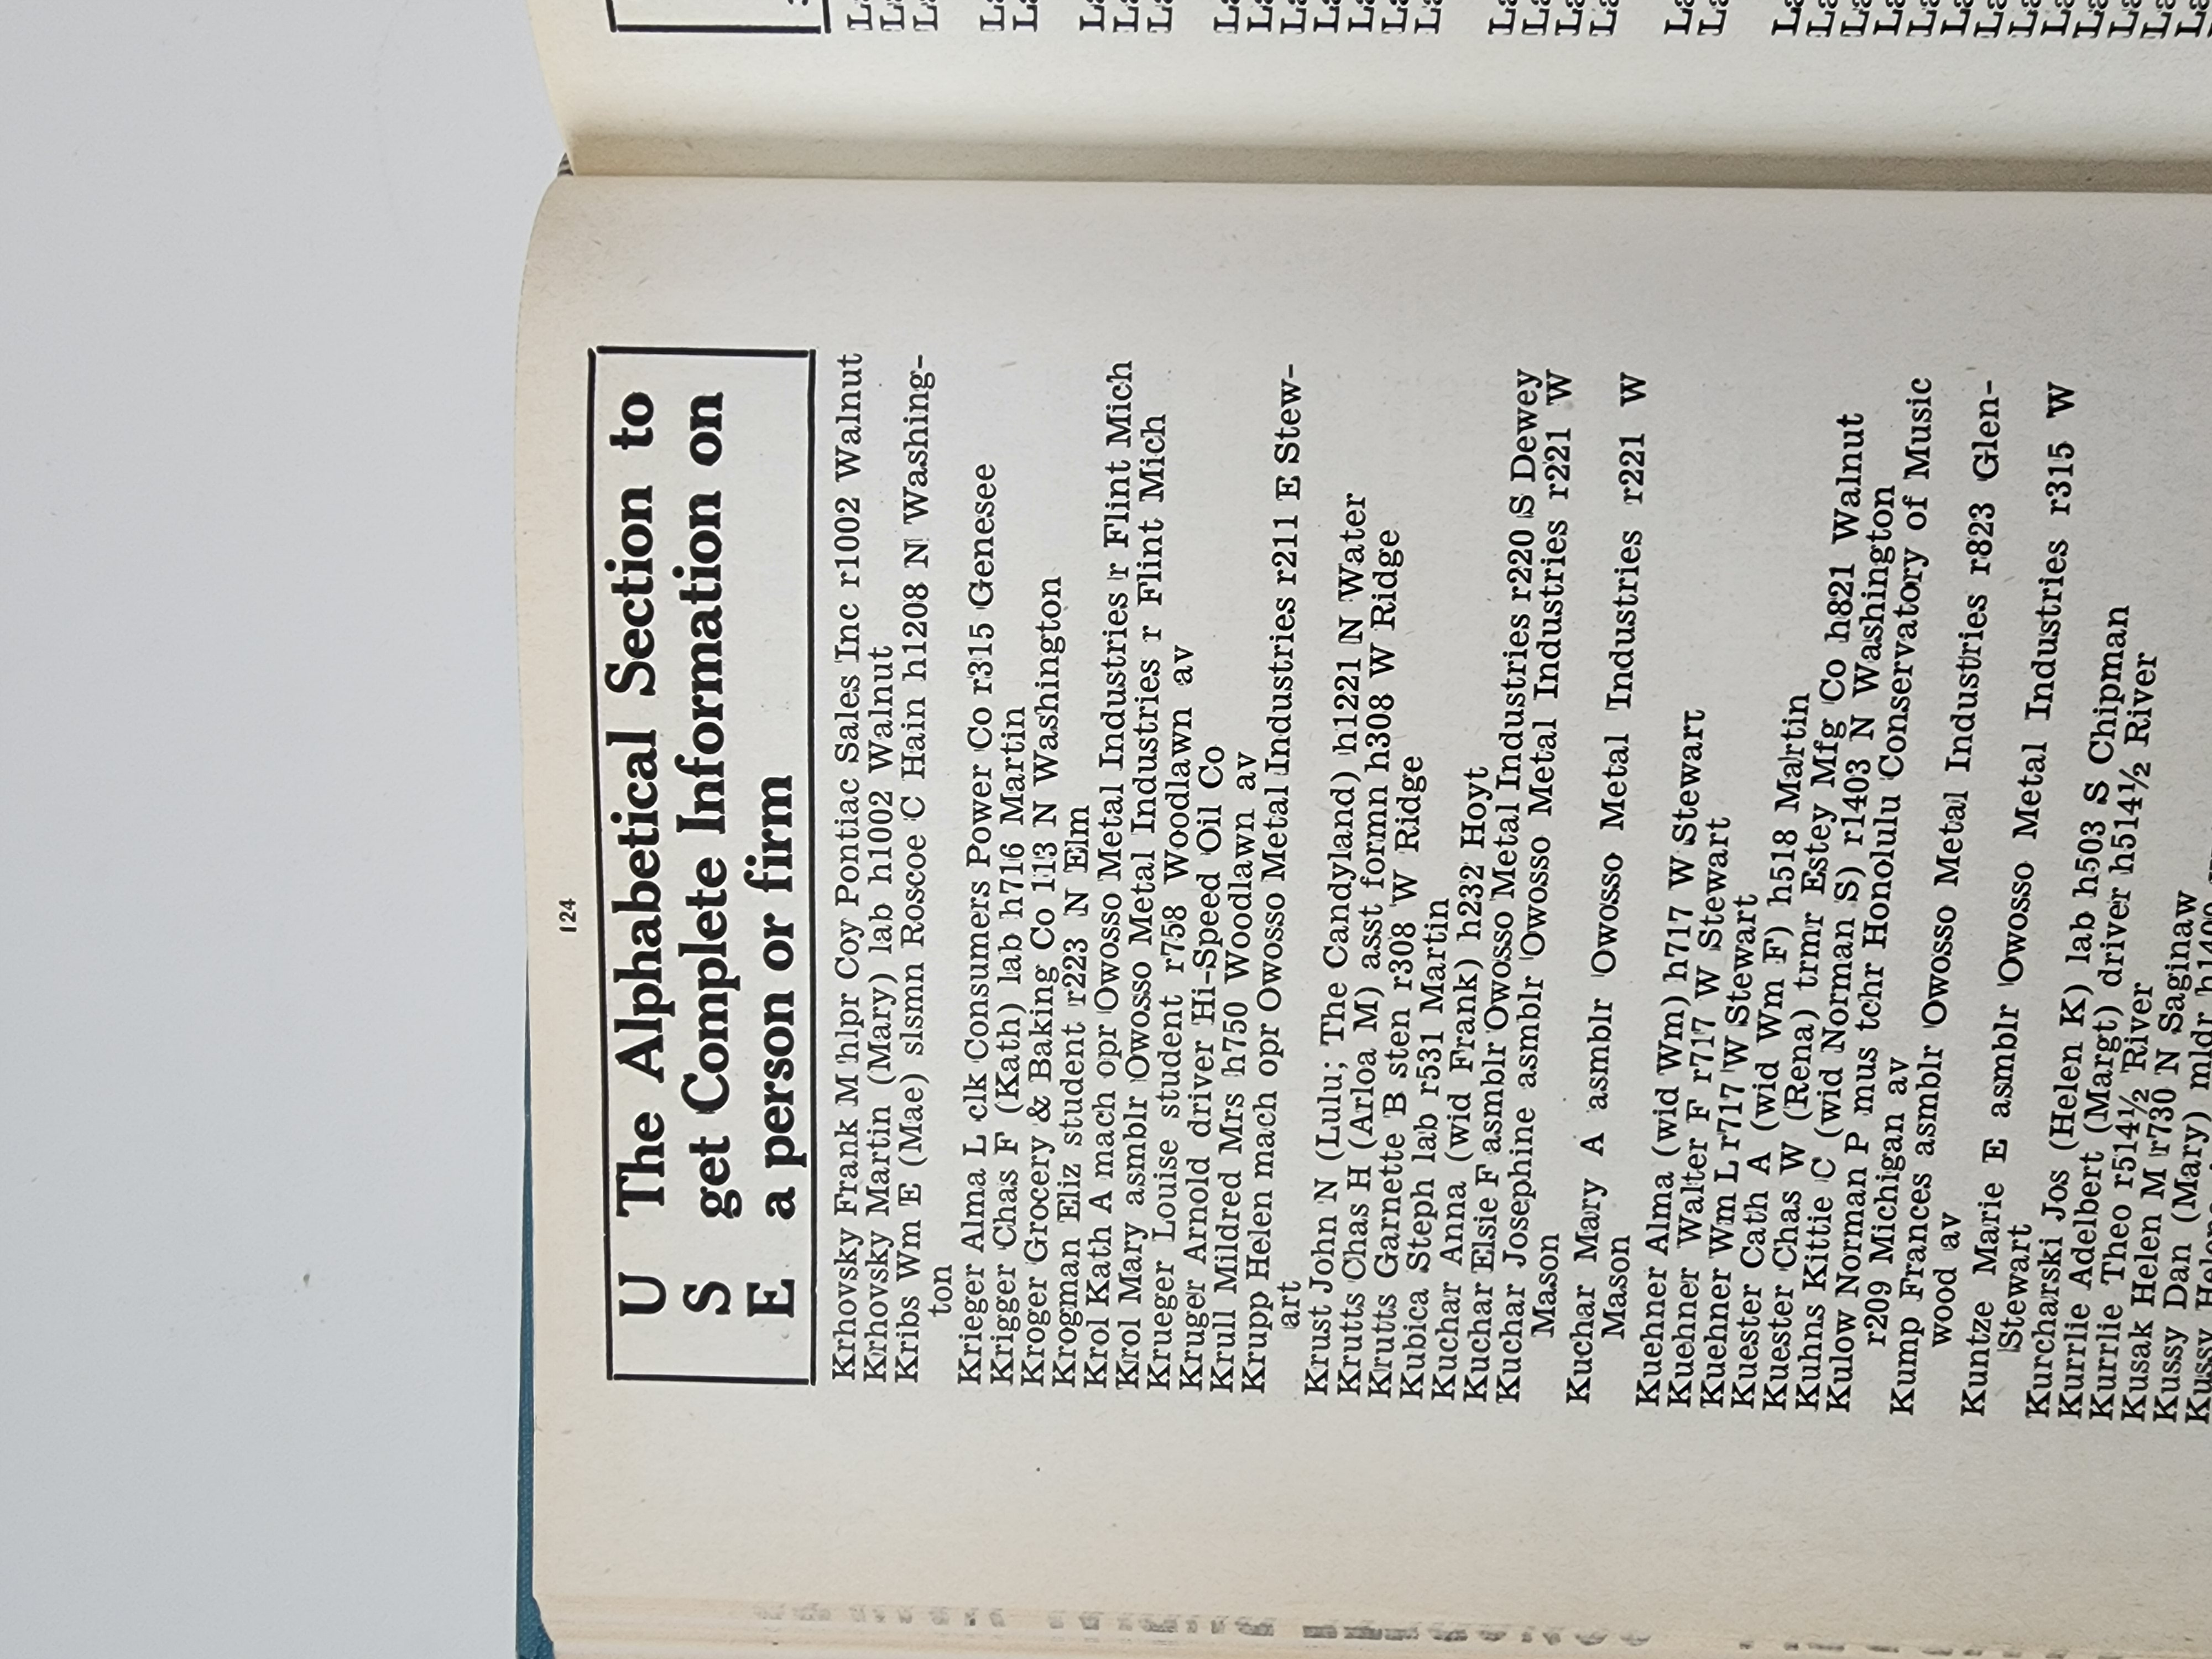 124
U The Alphabetical Section to
S get Complete Information on
E a person or firm
Krhovsky Frank M hlpr Coy Pontiac Sales Inc r1002 Walnut
Krhovsky Martin (Mary) lab h1002 Walnut
Kribs Wm E (Mae) slsmn Roscoe C Hain h1208 N Washing-
ton
Krieger Alma L clk Consumers Power Co r315 Genesee
Krigger Chas F (Kath) lab h716 Martin
Kroger Grocery & Baking Co 113 N Washington
Krogman Eliz student r223 N Elm
Krol Kath A mach opr Owosso Metal Industries r Flint Mich
Krol Mary asmblr Owosso Metal Industries r Flint Mich
Krueger Louise student r758 Woodlawn av
Kruger Arnold driver Hi-Speed Oil Co
Krull Mildred Mrs h750 Woodlawn av
Krupp Helen mach opr Owosso Metal Industries r211 E Stew-
art
Krust John N (Lulu; The Candyland) h1221 N Water
Krutts Chas H (Arloa M) asst formn h308 W Ridge
Krutts Garnette B sten r308 W Ridge
Kubica Steph lab r531 Martin
Kuchar Anna (wid Frank) h232 Hoyt
Kuchar Elsie F asmblr Owosso Metal Industries r220 S Dewey
Kuchar Josephine asmblr Owosso Metal Industries r221 W
Mason
Kuchar Mary A asmblr Owosso Metal Industries r221 W
Mason
Kuehner Alma (wid Wm) h717 W Stewart
Kuehner Walter F r717 W Stewart
Kuehner Wm L r717 W Stewart
Kuester Cath A (wid Wm F) h518 Martin
Kuester Chas W (Rena) trmr Estey Mfg Co h821 Walnut
Kuhns Kittie C (wid Norman S) r1403 N Washington
Kulow Norman P mus tchr Honolulu Conservatory of Music
r209 Michigan av
Kump Frances asmblr Owosso Metal Industries r823 Glen-
wood av
Kuntze Marie E asmblr Owosso Metal Industries r315 W
Stewart
Kurcharski Jos (Helen K) lab h503 S Chipman
Kurrlie Adelbert (Margt) driver h514½ River
Kurrlie Theo r514½ River
Kusak Helen M r730 N Saginaw
Kussy Dan (Mary) mldr
Kussy